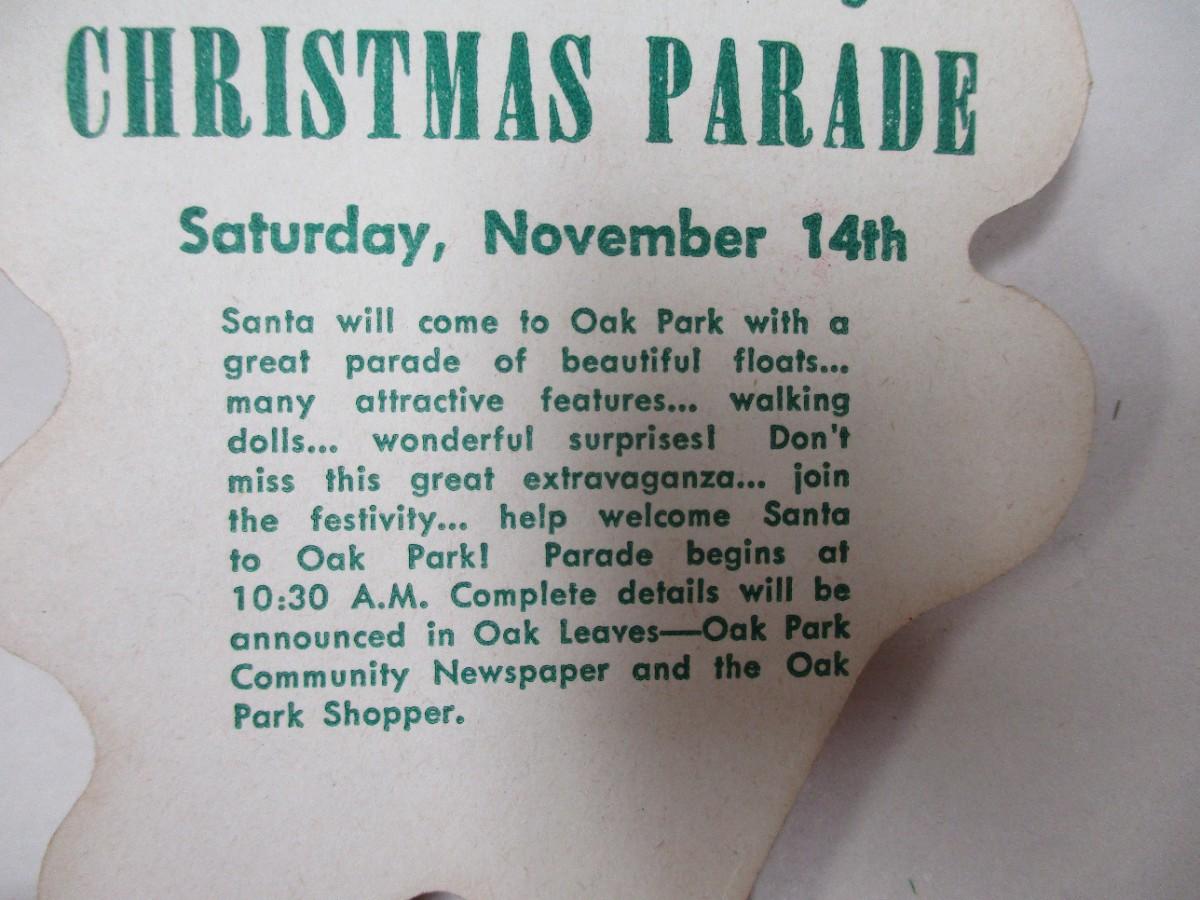 CHRISTMAS PARADE
Saturday, November 14th
Santa will come to Oak Park with a
great parade of beautiful floats...
many attractive features... walking
dolls... wonderful surprises! Don't
miss this great extravaganza... join
the festivity... help welcome Santa
to Oak Park! Parade begins at
10:30 A.M. Complete details will be
announced in Oak Leaves—Oak Park
Community Newspaper and the Oak
Park Shopper.